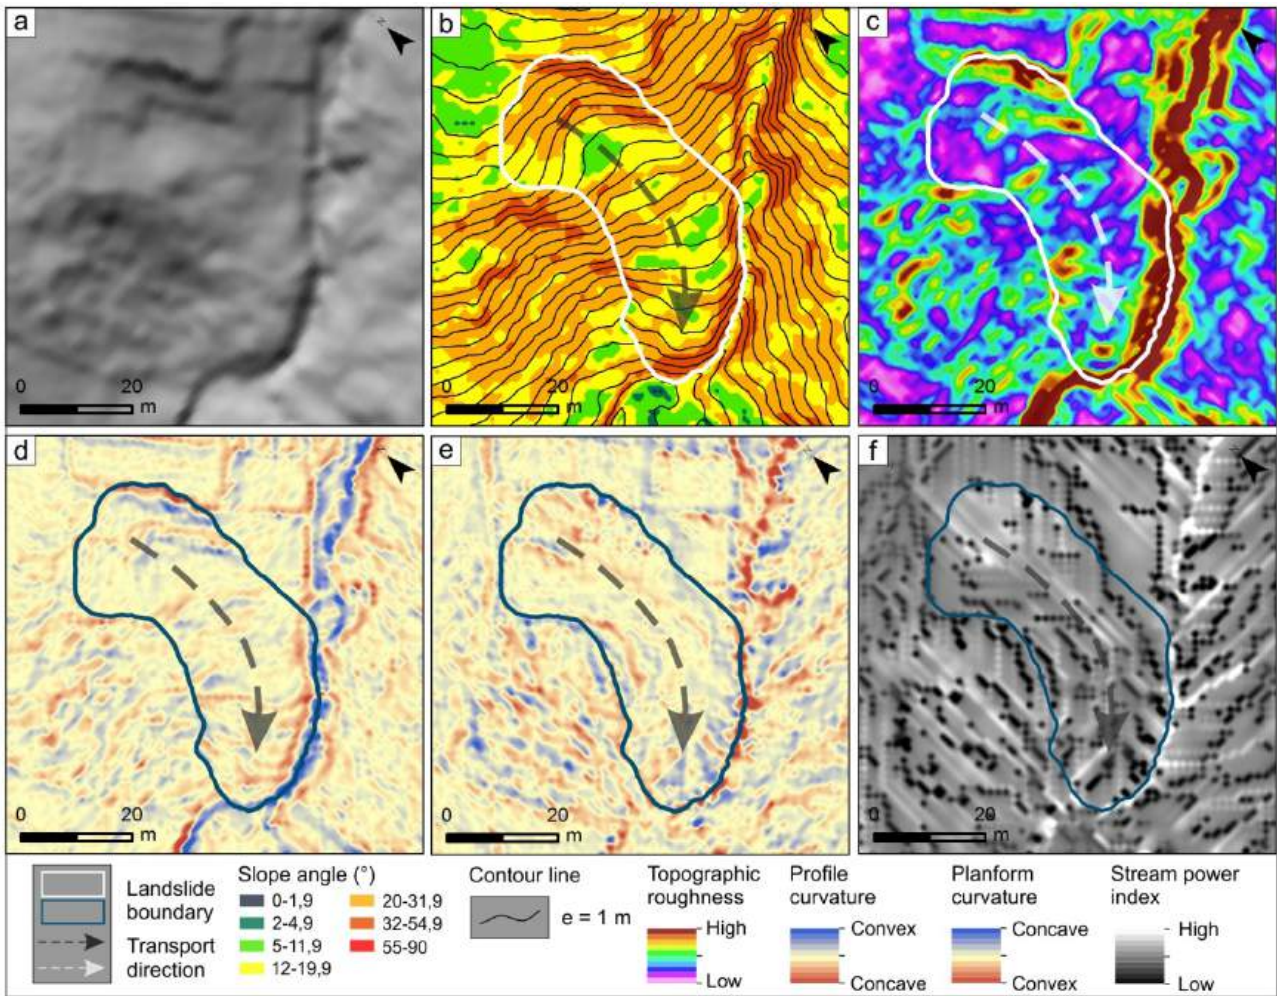 a
b
c
0 20
m
0 20
m
0 20
m
d
e
f
0 20
m
0 20
m
0 20
m
Landslide
boundary
Transport
direction
Slope angle (°)
0-1,9
2-4,9
5-11,9
12-19,9
20-31,9
32-54,9
55-90
Contour line
e = 1 m
Topographic
roughness
High
Low
Profile
curvature
Convex
Concave
Planform
curvature
Concave
Convex
Stream power
index
High
Low